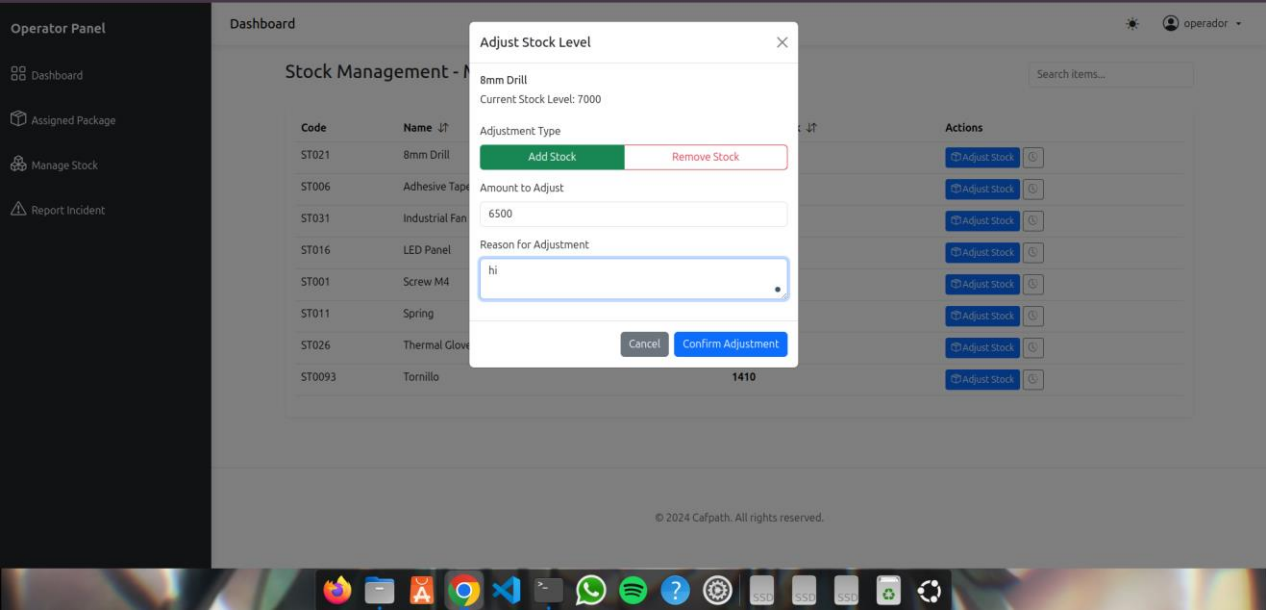 Operator Panel
Dashboard
Assigned Package
Manage Stock
Report Incident
Dashboard
operador
Stock Management -
Search items...
Code Name Actions
ST021 8mm Drill Adjust Stock
ST006 Adhesive Tape Adjust Stock
ST031 Industrial Fan Adjust Stock
ST016 LED Panel Adjust Stock
ST001 Screw M4 Adjust Stock
ST011 Spring Adjust Stock
ST026 Thermal Glove Adjust Stock
ST0093 Tornillo 1410 Adjust Stock
Adjust Stock Level
8mm Drill
Current Stock Level: 7000
Adjustment Type
Add Stock Remove Stock
Amount to Adjust
6500
Reason for Adjustment
hi
Cancel Confirm Adjustment
© 2024 Cafpath. All rights reserved.
SSD SSD SSD